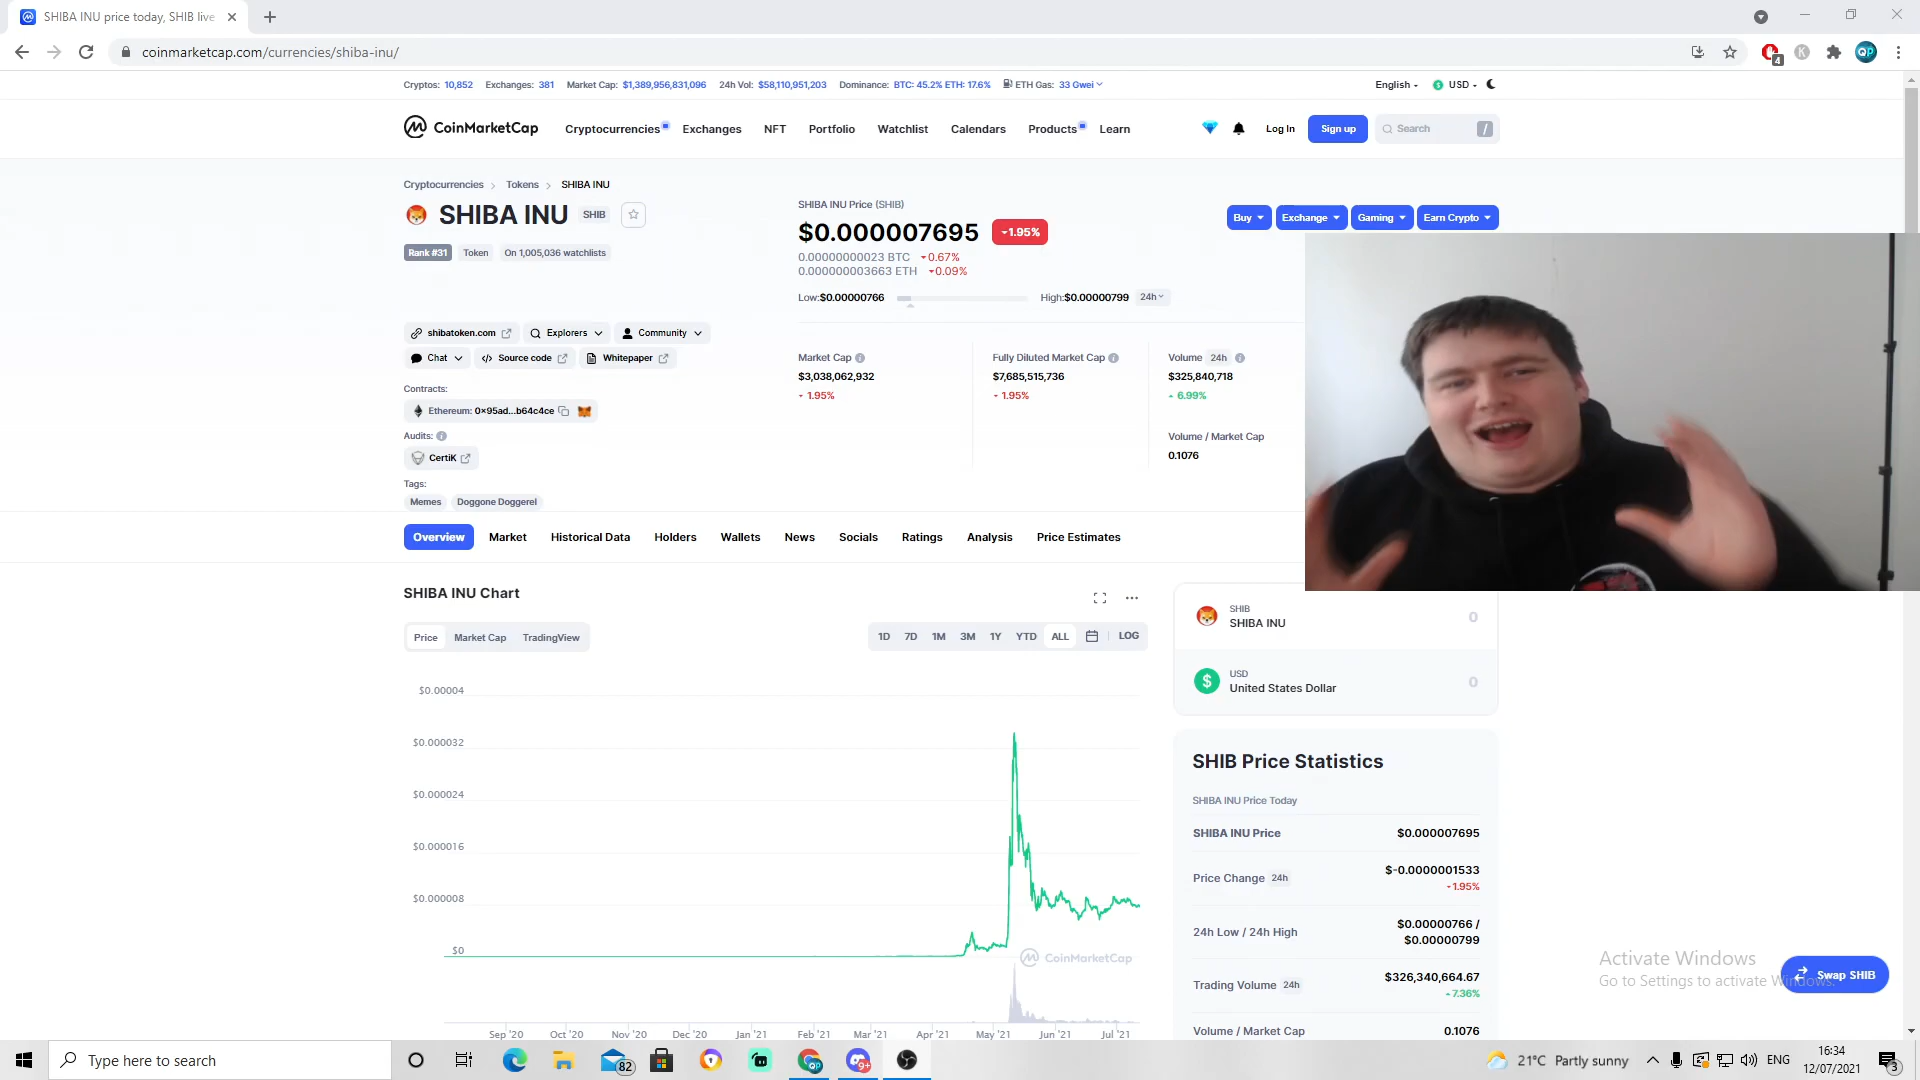 SHIBA INU price today, SHIB live
coinmarketcap.com/currencies/shiba-inu/
4
K
QP
Cryptos: 10,852 Exchanges: 381 Market Cap: $1,389,956,831,096 24h Vol: $58,110,951,203 Dominance: BTC: 45.2% ETH: 17.6% ETH Gas: 33 Gwei
English $ USD
CoinMarketCap Cryptocurrencies Exchanges NFT Portfolio Watchlist Calendars Products Learn
Log In Sign up Search /
Cryptocurrencies > Tokens > SHIBA INU
SHIBA INU SHIB
Rank #31 Token On 1,005,036 watchlists
SHIBA INU Price (SHIB)
$0.000007695 1.95%
0.00000000023 BTC 0.67%
0.000000003663 ETH 0.09%
Low:$0.00000766 High:$0.00000799 24h
Buy Exchange Gaming Earn Crypto
shibatoken.com Explorers Community
Chat Source code Whitepaper
Contracts:
Ethereum: 0x95ad...b64c4ce
Audits:
CertiK
Tags:
Memes Doggone Doggerel
Market Cap
$3,038,062,932
1.95%
Fully Diluted Market Cap
$7,685,515,736
1.95%
Volume 24h
$325,840,718
6.99%
Volume / Market Cap
0.1076
Overview Market Historical Data Holders Wallets News Socials Ratings Analysis Price Estimates
SHIBA INU Chart
Price Market Cap TradingView
1D 7D 1M 3M 1Y YTD ALL LOG
$0.00004
$0.000032
$0.000024
$0.000016
$0.000008
$0
CoinMarketCap
Sep '20 Oct '20 Nov '20 Dec '20 Jan '21 Feb '21 Mar '21 Apr '21 May '21 Jun '21 Jul '21
SHIB
SHIBA INU 0
USD
$ United States Dollar 0
SHIB Price Statistics
SHIBA INU Price Today
SHIBA INU Price $0.000007695
Price Change 24h $-0.0000001533
1.95%
24h Low / 24h High $0.00000766 /
$0.00000799
Trading Volume 24h $326,340,664.67
7.36%
Volume / Market Cap 0.1076
Activate Windows
Go to Settings to activate Windows.
Swap SHIB
Type here to search
82
QP
9+
21°C Partly sunny
ENG
16:34
12/07/2021
3